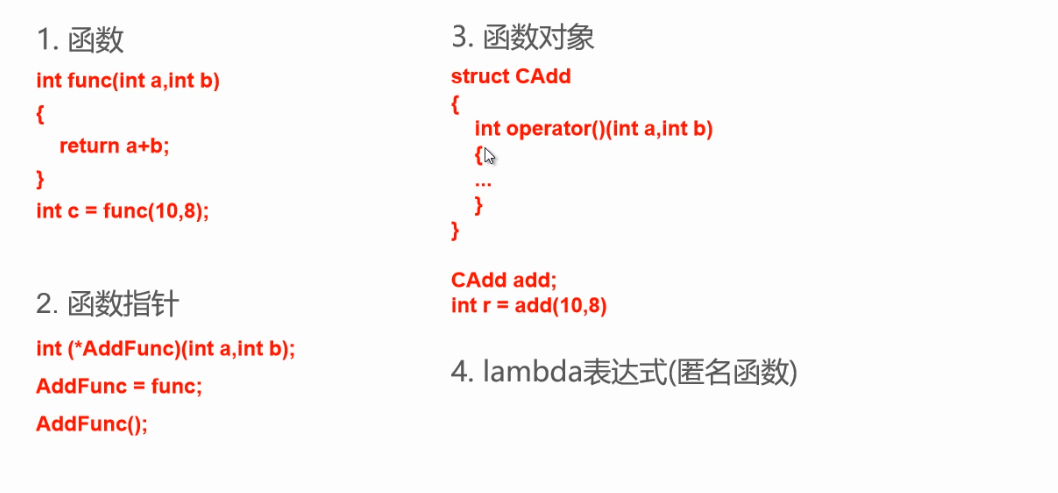 1. 函数
int func(int a,int b)
{
return a+b;
}
int c = func(10,8);
2. 函数指针
int (*AddFunc)(int a,int b);
AddFunc = func;
AddFunc();
3. 函数对象
struct CAdd
{
int operator()(int a,int b)
{
...
}
}
CAdd add;
int r = add(10,8)
4. lambda表达式(匿名函数)